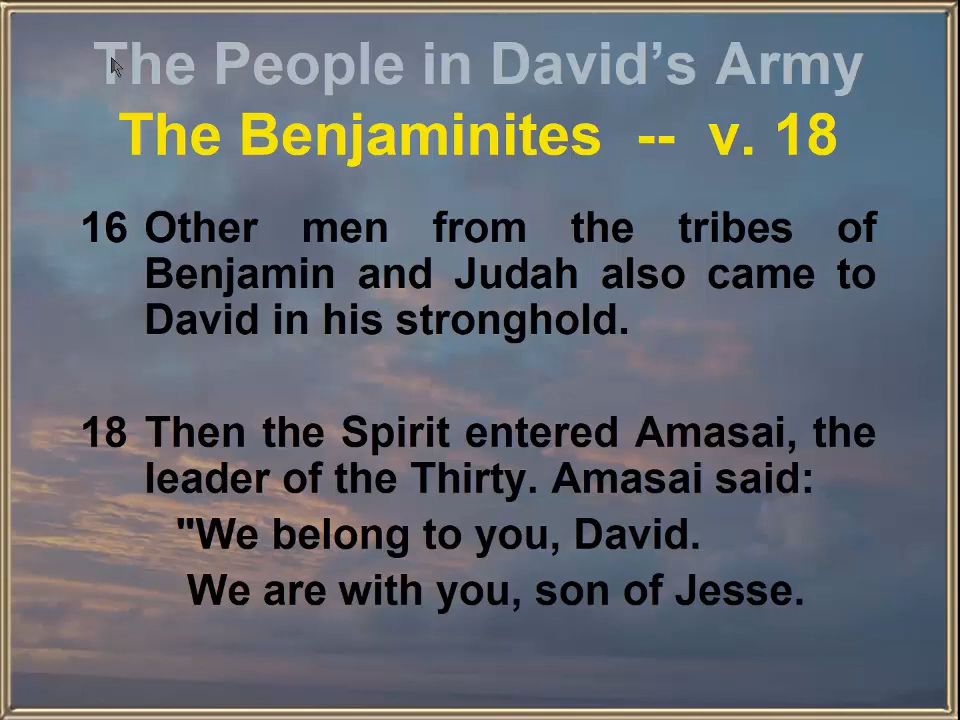 The People in David’s Army
The Benjaminites -- v. 18
16 Other men from the tribes of
Benjamin and Judah also came to
David in his stronghold.
18 Then the Spirit entered Amasai, the
leader of the Thirty. Amasai said:
"We belong to you, David.
We are with you, son of Jesse.